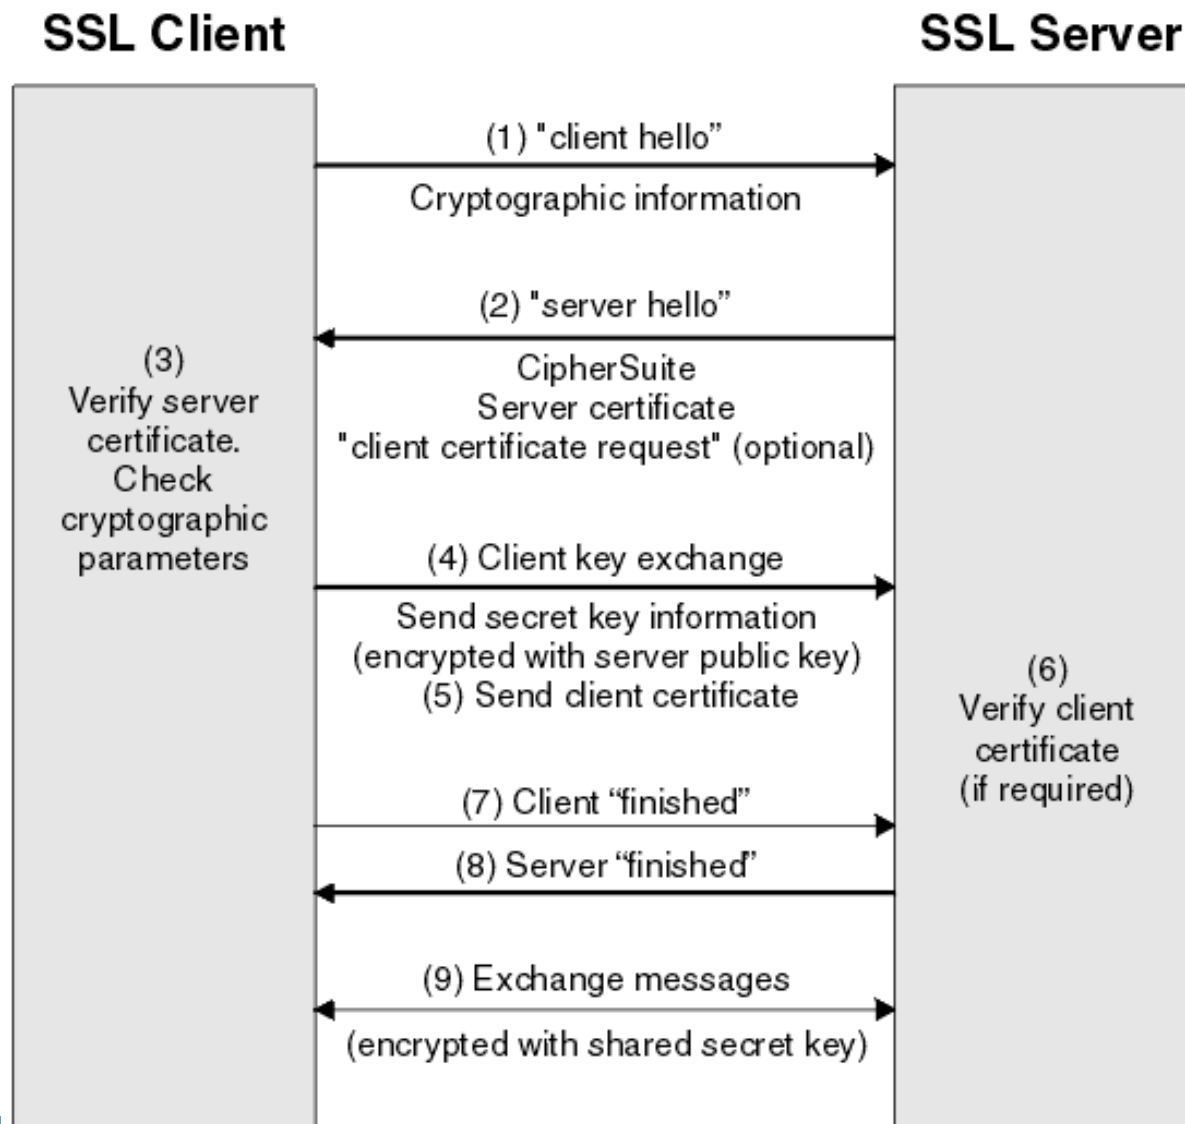 SSL Client
SSL Server
(1) "client hello”
Cryptographic information
(2) "server hello”
CipherSuite
Server certificate
"client certificate request" (optional)
(3)
Verify server
certificate.
Check
cryptographic
parameters
(4) Client key exchange
Send secret key information
(encrypted with server public key)
(5) Send client certificate
(6)
Verify client
certificate
(if required)
(7) Client “finished”
(8) Server “finished”
(9) Exchange messages
(encrypted with shared secret key)